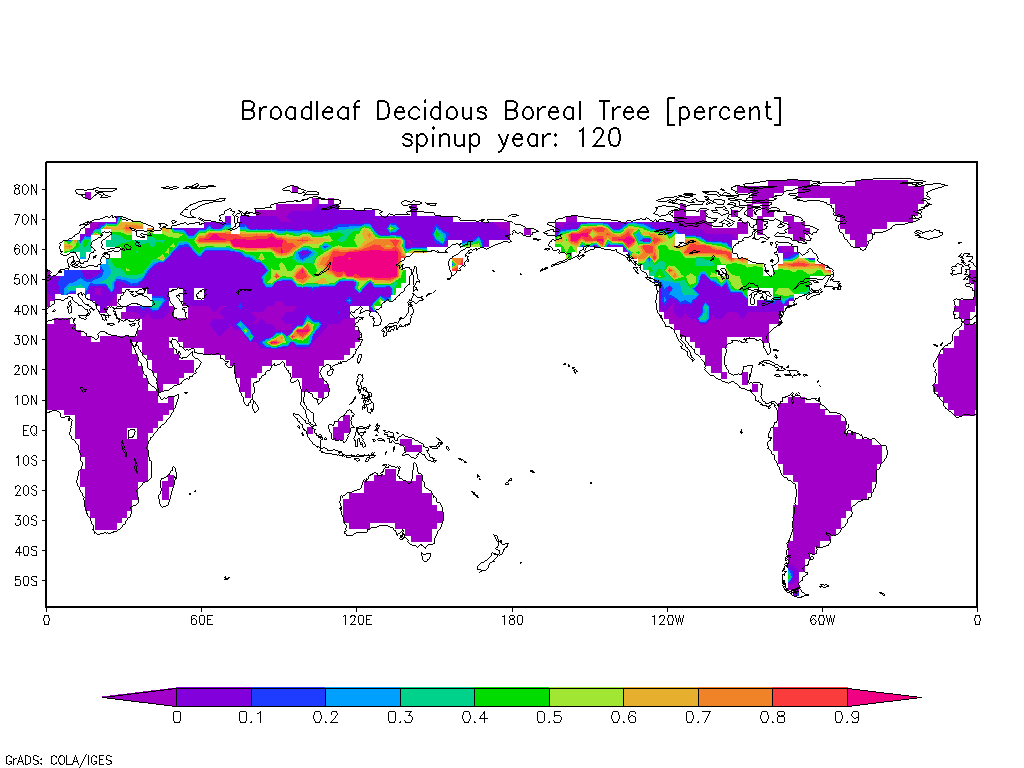 Broadleaf Decidous Boreal Tree [percent]
spinup year: 120
80N
70N
60N
50N
40N
30N
20N
10N
EQ
10S
20S
30S
40S
50S
0 60E 120E 180 120W 60W 0
0 0.1 0.2 0.3 0.4 0.5 0.6 0.7 0.8 0.9
GrADS: COLA/IGES